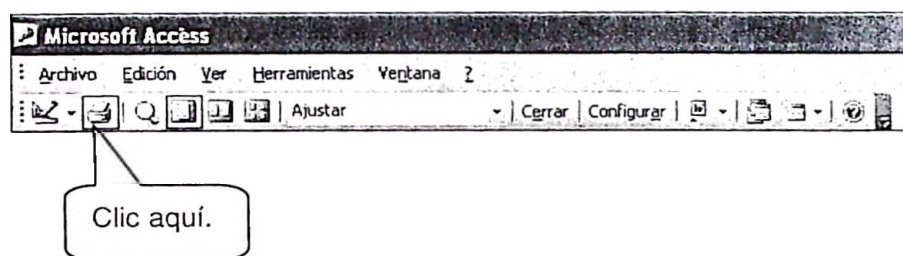 Microsoft Access
Archivo Edición Ver Herramientas Ventana ?
Ajustar Cerrar Configurar
Clic aquí.